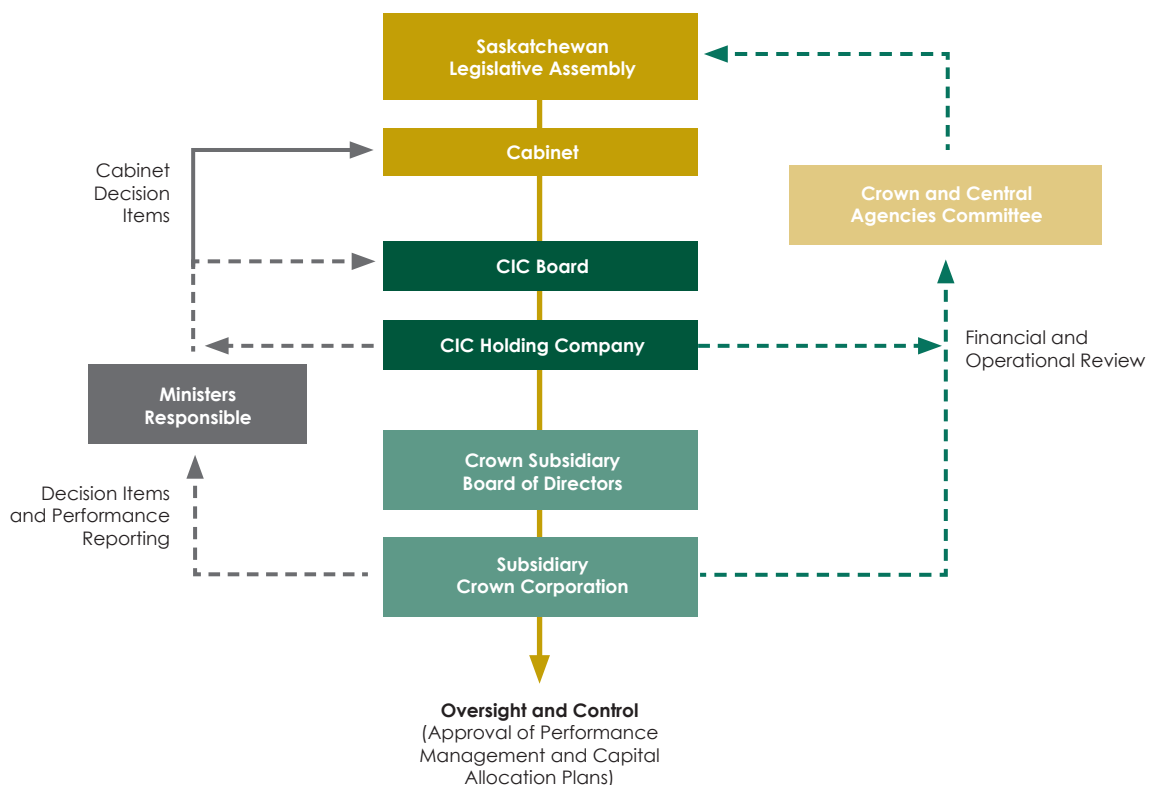 Saskatchewan
Legislative Assembly
Cabinet
Cabinet
Decision
Items
Crown and Central
Agencies Committee
CIC Board
CIC Holding Company
Financial and
Operational Review
Ministers
Responsible
Crown Subsidiary
Board of Directors
Decision Items
and Performance
Reporting
Subsidiary
Crown Corporation
Oversight and Control
(Approval of Performance
Management and Capital
Allocation Plans)